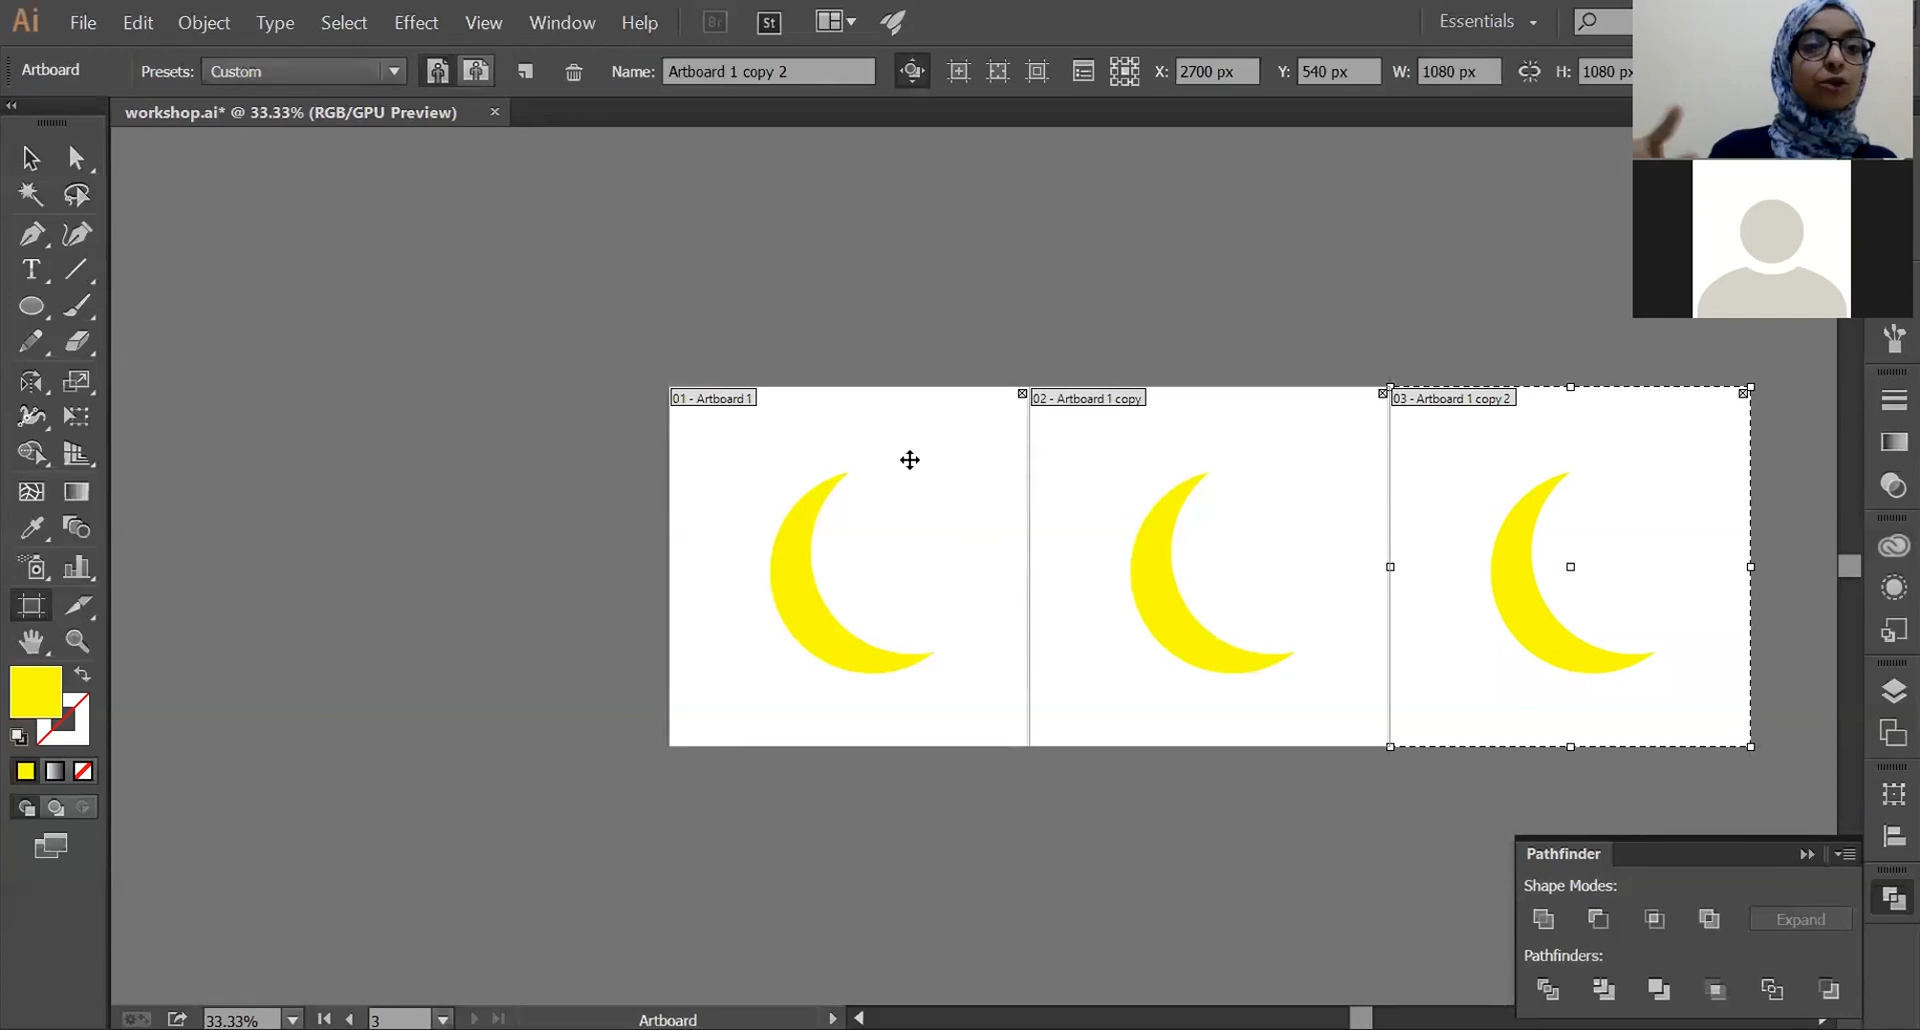 Ai File Edit Object Type Select Effect View Window Help Br St Essentials
Artboard Presets: Custom Name: Artboard 1 copy 2 X: 2700 px Y: 540 px W: 1080 px H: 1080 px
workshop.ai* @ 33.33% (RGB/GPU Preview)
01 - Artboard 1 02 - Artboard 1 copy 03 - Artboard 1 copy 2
T
Pathfinder
Shape Modes:
Expand
Pathfinders:
33.33% 3 Artboard